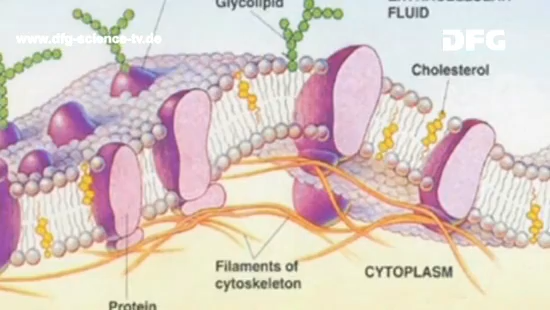 Glycolipid
FLUID
www.dfg-science-tv.de
DFG
Cholesterol
Filaments of
cytoskeleton
CYTOPLASM
Protein